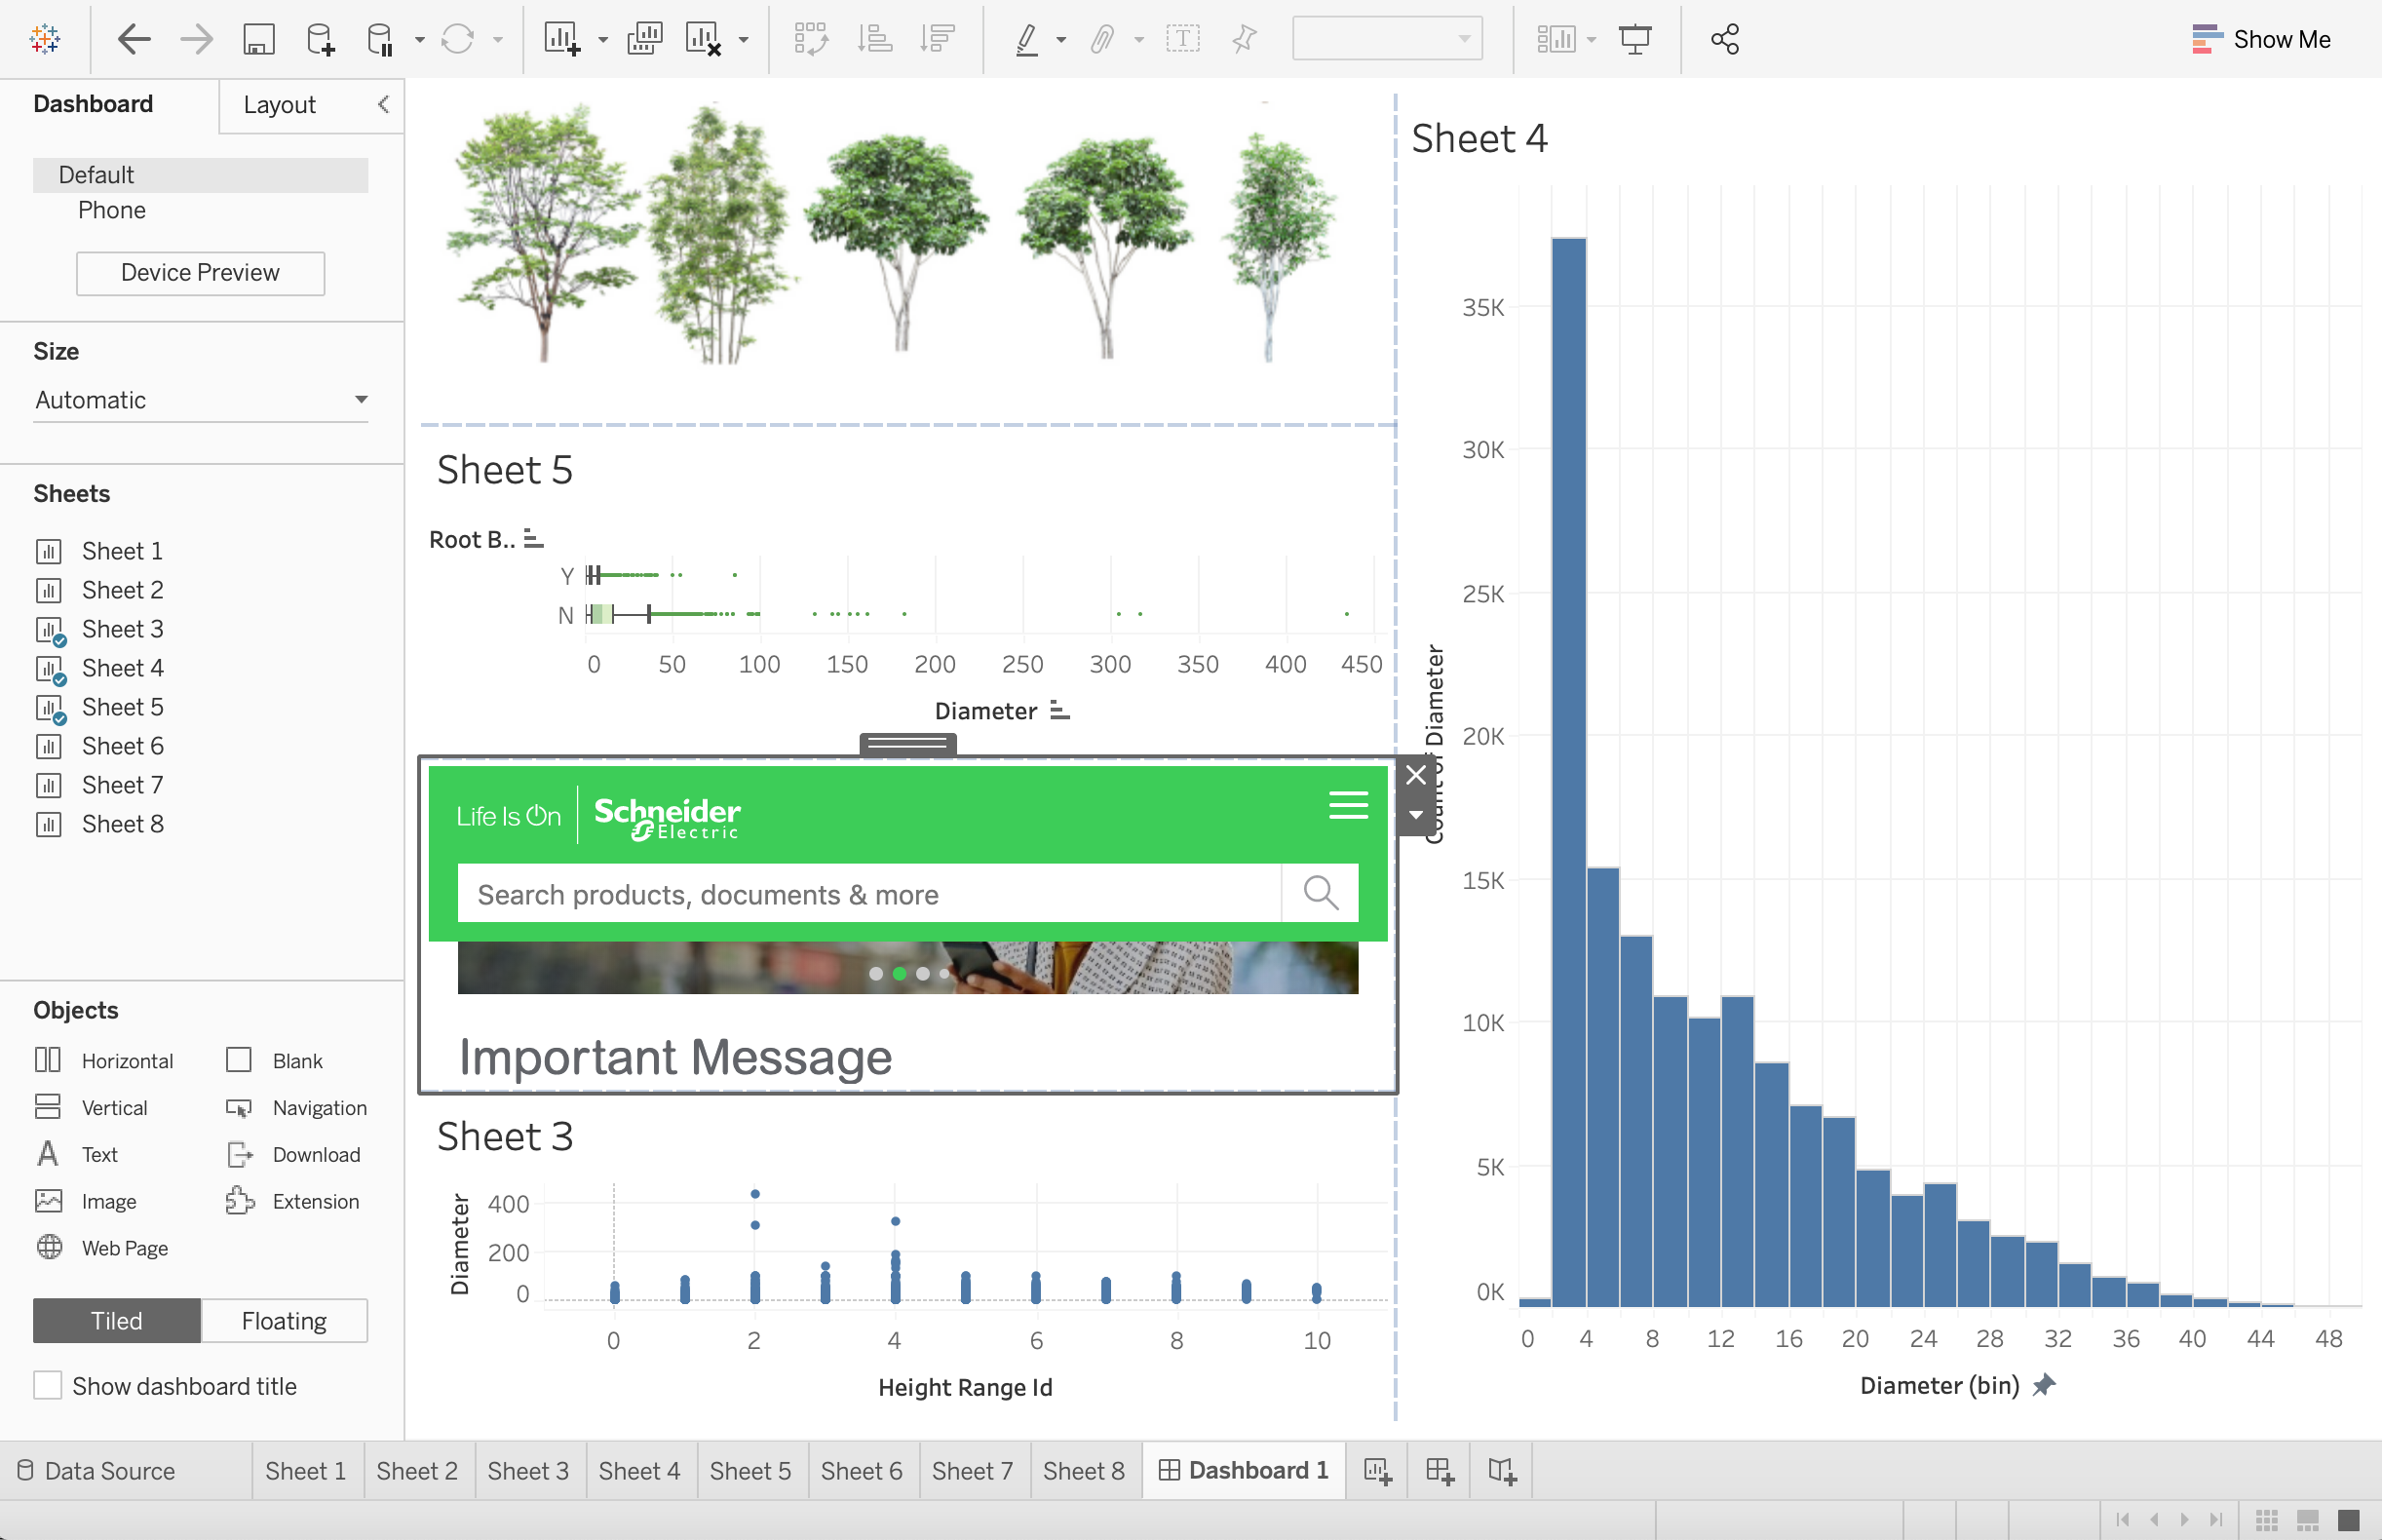 Show Me
Dashboard
Layout
Default
Phone
Device Preview
Size
Automatic
Sheets
Sheet 1
Sheet 2
Sheet 3
Sheet 4
Sheet 5
Sheet 6
Sheet 7
Sheet 8
Objects
Horizontal
Blank
Vertical
Navigation
Text
Download
Image
Extension
Web Page
Tiled
Floating
Show dashboard title
Sheet 5
Root B..
Y
N
0 50 100 150 200 250 300 350 400 450
Diameter
Life Is On
Schneider
Electric
Search products, documents & more
Important Message
Sheet 3
Diameter
400
200
0
0 2 4 6 8 10
Height Range Id
Sheet 4
Count of Diameter
35K
30K
25K
20K
15K
10K
5K
0K
0 4 8 12 16 20 24 28 32 36 40 44 48
Diameter (bin)
Data Source
Sheet 1
Sheet 2
Sheet 3
Sheet 4
Sheet 5
Sheet 6
Sheet 7
Sheet 8
Dashboard 1